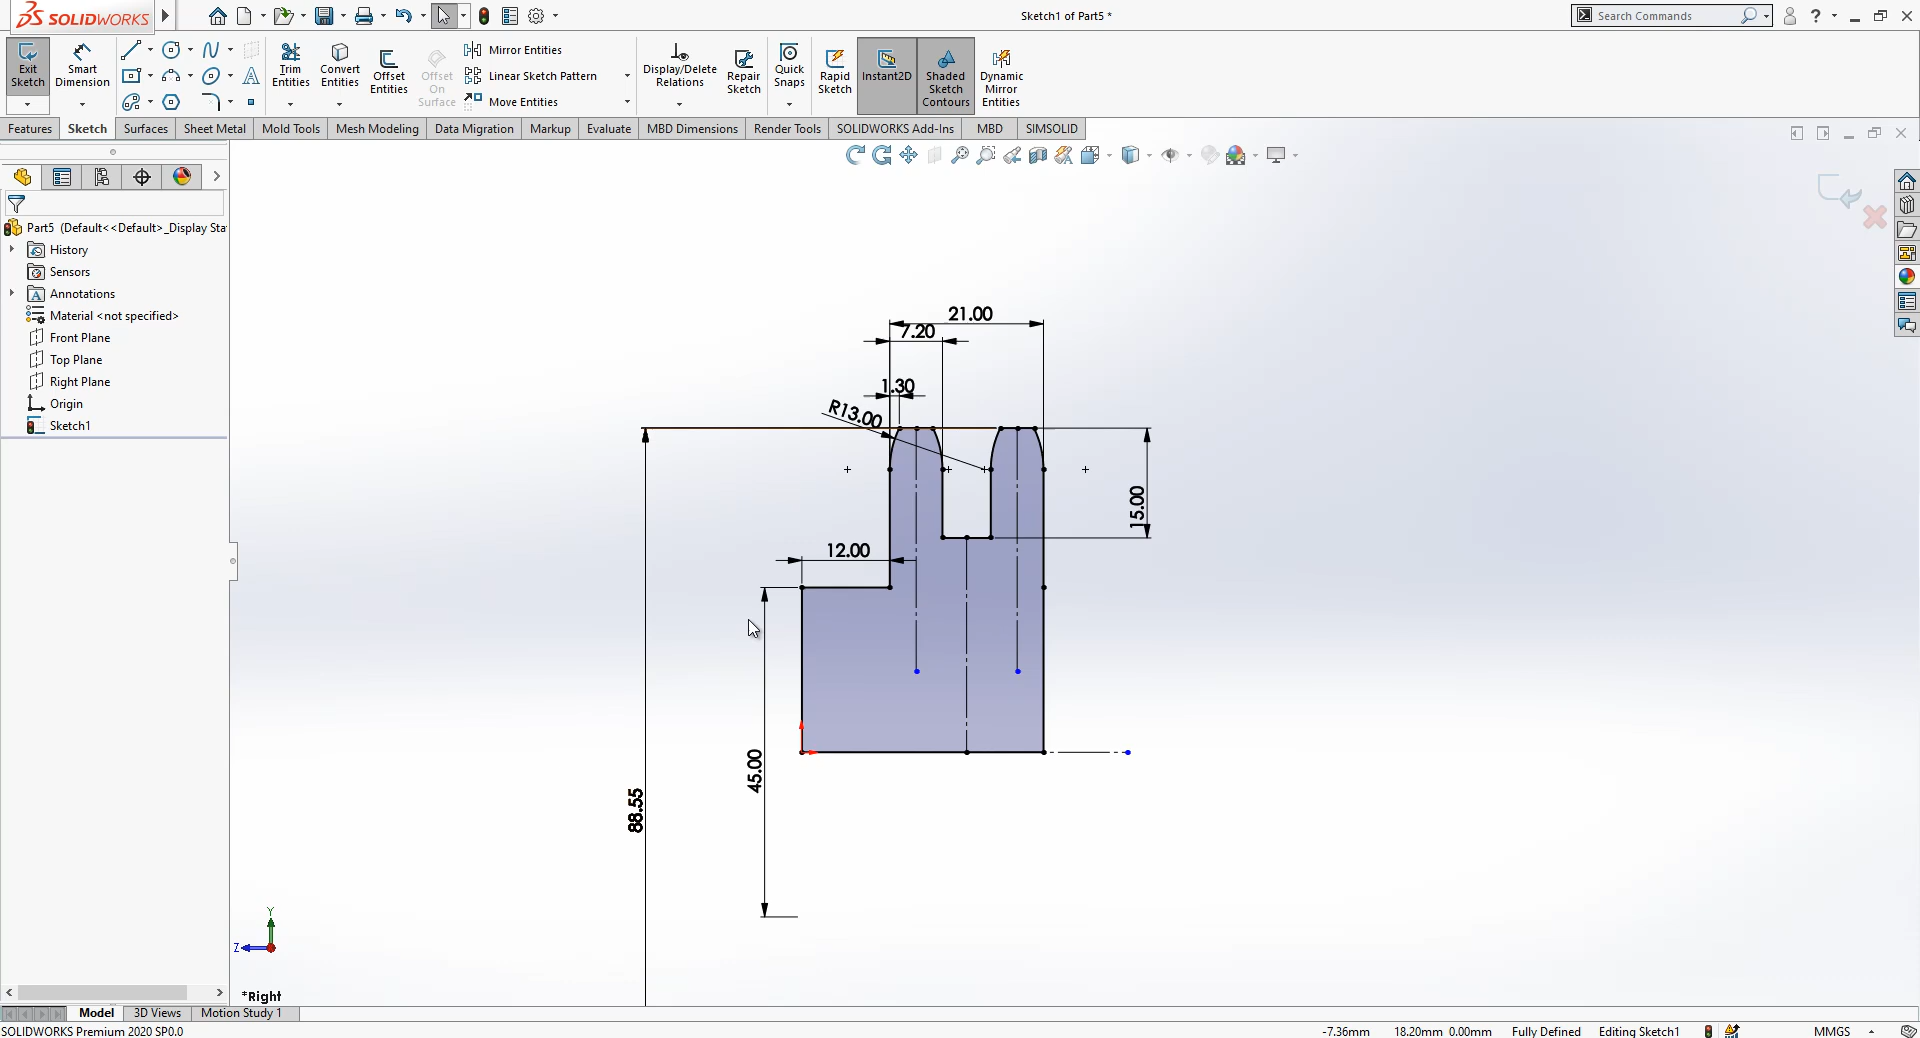 SOLIDWORKS
Sketch1 of Part5 *
Search Commands
Exit Sketch
Smart Dimension
Trim Entities
Convert Entities
Offset Entities
Offset On Surface
Mirror Entities
Linear Sketch Pattern
Move Entities
Display/Delete Relations
Repair Sketch
Quick Snaps
Rapid Sketch
Instant2D
Shaded Sketch Contours
Dynamic Mirror Entities
Features
Sketch
Surfaces
Sheet Metal
Mold Tools
Mesh Modeling
Data Migration
Markup
Evaluate
MBD Dimensions
Render Tools
SOLIDWORKS Add-Ins
MBD
SIMSOLID
Part5 (Default<<Default>_Display Sta
History
Sensors
Annotations
Material <not specified>
Front Plane
Top Plane
Right Plane
Origin
Sketch1
21.00
7.20
1.30
R13.00
15.00
12.00
45.00
88.55
Y
Z
*Right
Model
3D Views
Motion Study 1
SOLIDWORKS Premium 2020 SP0.0
-7.36mm
18.20mm 0.00mm
Fully Defined
Editing Sketch1
MMGS